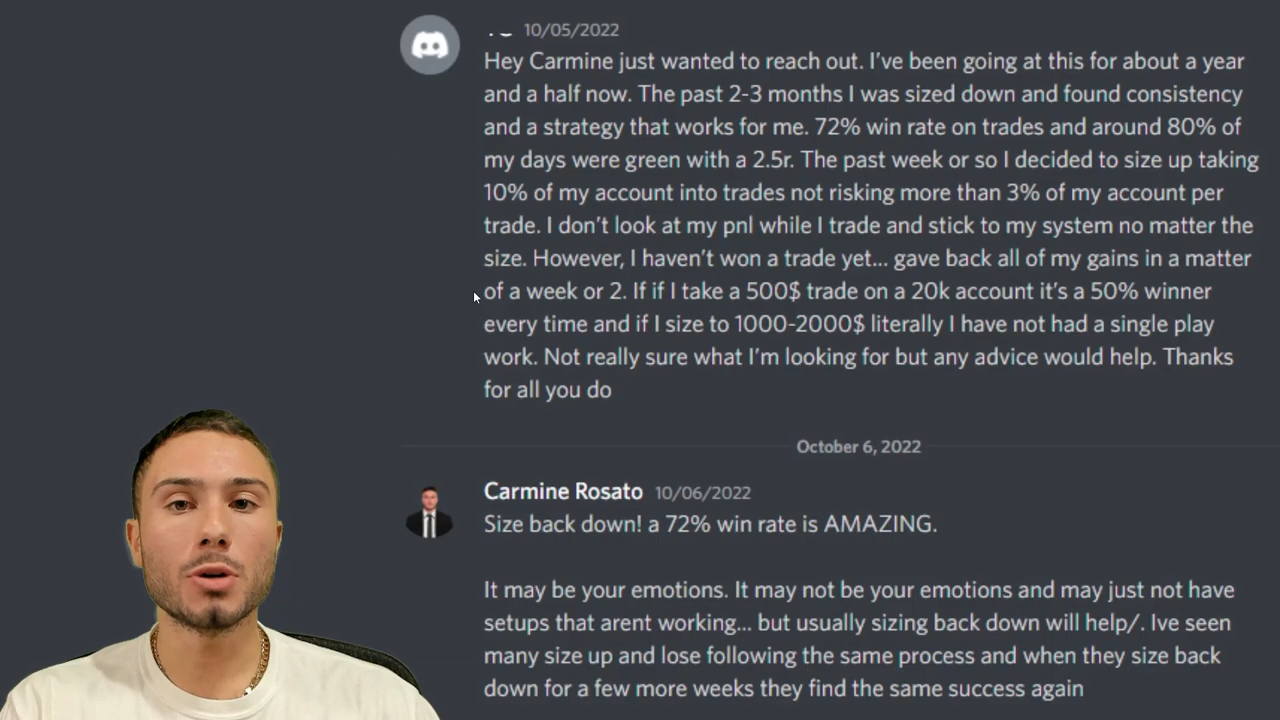 10/05/2022
Hey Carmine just wanted to reach out. I've been going at this for about a year
and a half now. The past 2-3 months I was sized down and found consistency
and a strategy that works for me. 72% win rate on trades and around 80% of
my days were green with a 2.5r. The past week or so I decided to size up taking
10% of my account into trades not risking more than 3% of my account per
trade. I don't look at my pnl while I trade and stick to my system no matter the
size. However, I haven't won a trade yet... gave back all of my gains in a matter
of a week or 2. If if I take a 500$ trade on a 20k account it's a 50% winner
every time and if I size to 1000-2000$ literally I have not had a single play
work. Not really sure what I'm looking for but any advice would help. Thanks
for all you do
October 6, 2022
Carmine Rosato 10/06/2022
Size back down! a 72% win rate is AMAZING.
It may be your emotions. It may not be your emotions and may just not have
setups that arent working... but usually sizing back down will help/. Ive seen
many size up and lose following the same process and when they size back
down for a few more weeks they find the same success again